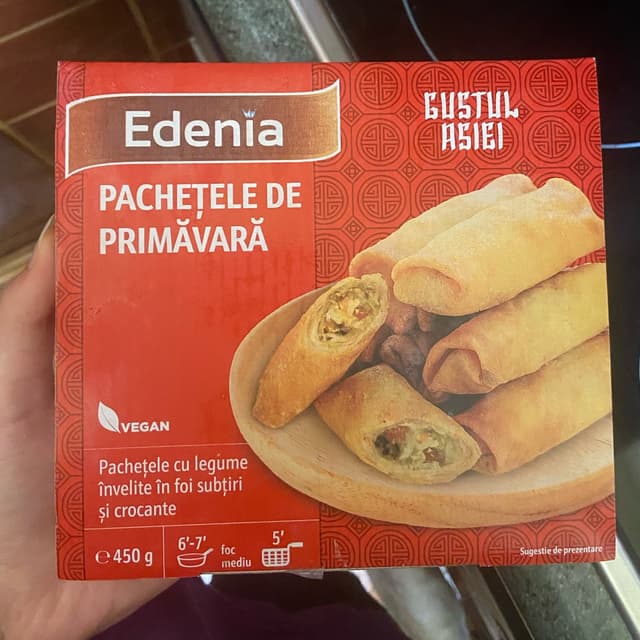 Edenia
GUSTUL
ASIEI
PACHEȚELE DE
PRIMĂVARĂ
VEGAN
Pachețele cu legume
învelite în foi subțiri
și crocante
℮ 450 g
6'-7'
foc
mediu
5'
Sugestie de prezentare